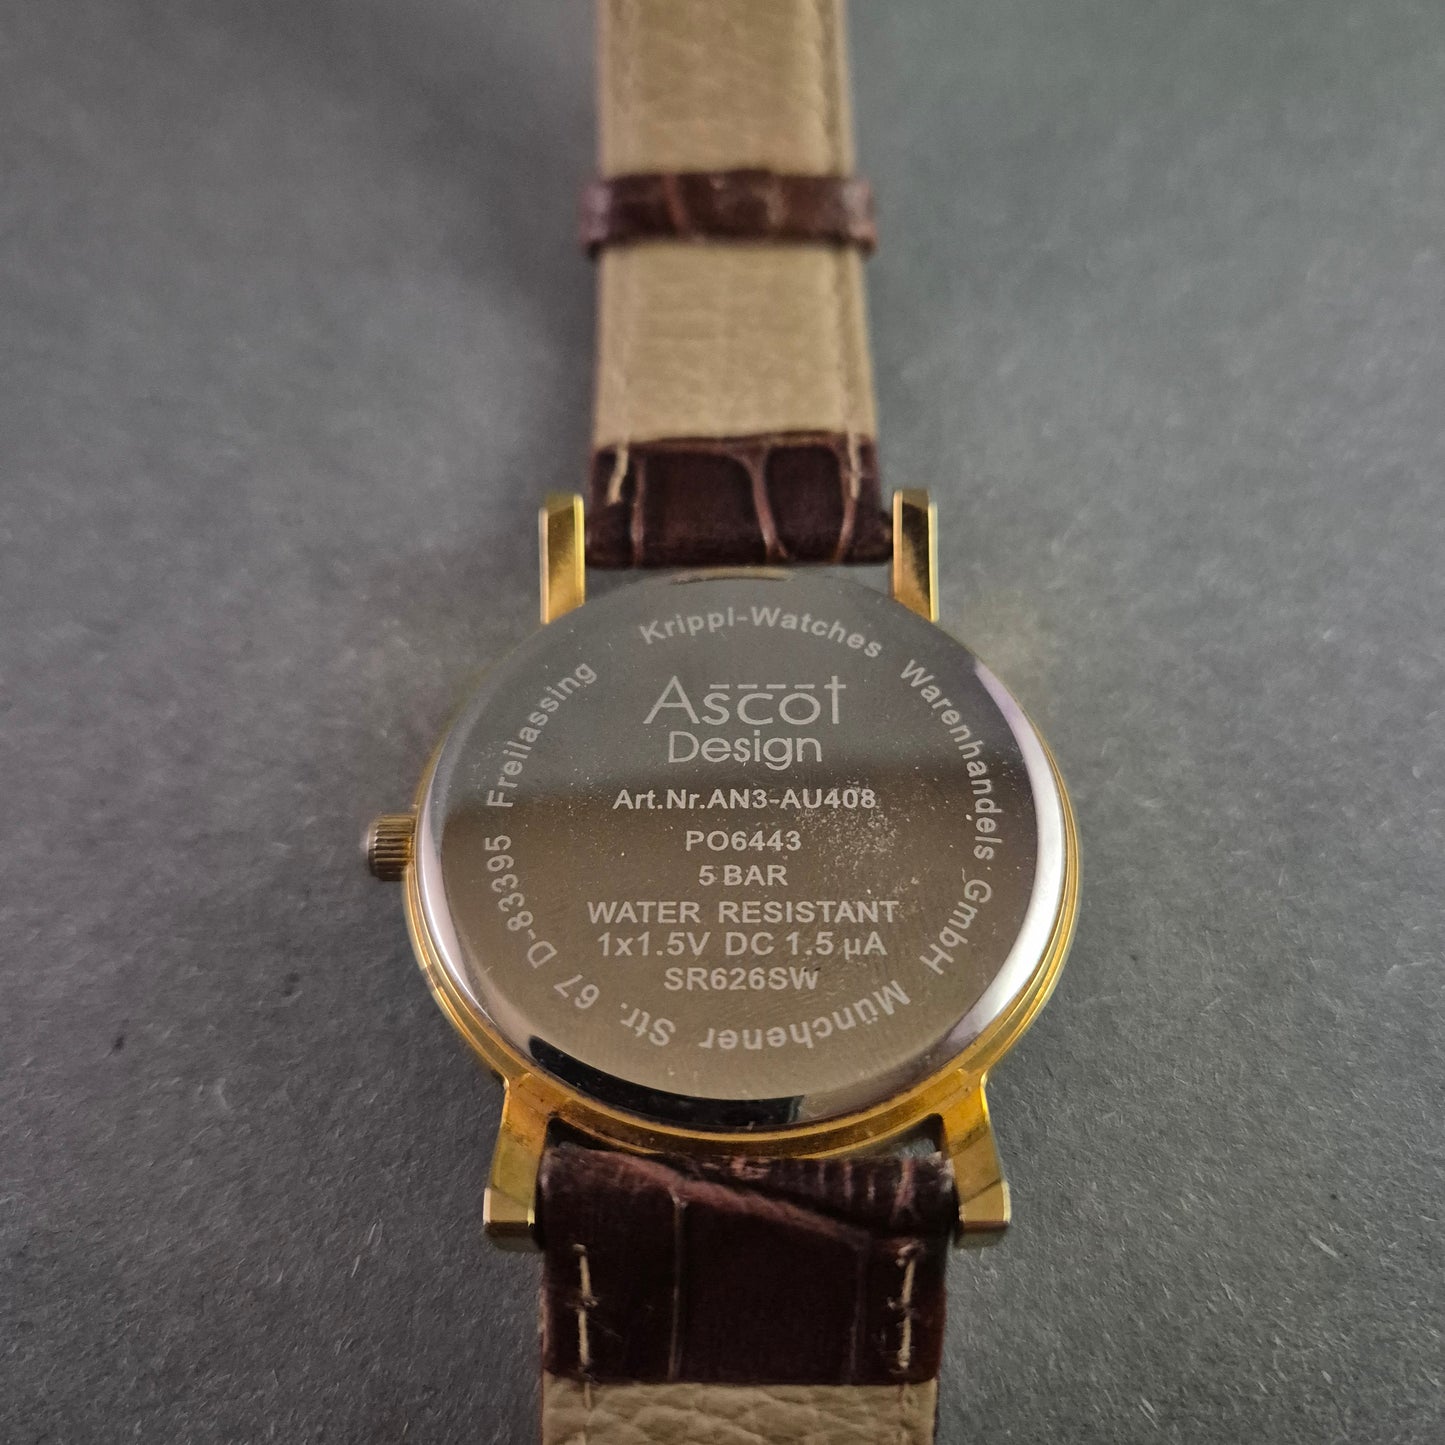 Krippl-Watches Warenhandels GmbH Münchener Str. 67 D-83395 Freilassing
Ascot
Design
Art.Nr.AN3-AU408
PO6443
5 BAR
WATER RESISTANT
1x1.5V DC 1.5 µA
SR626SW